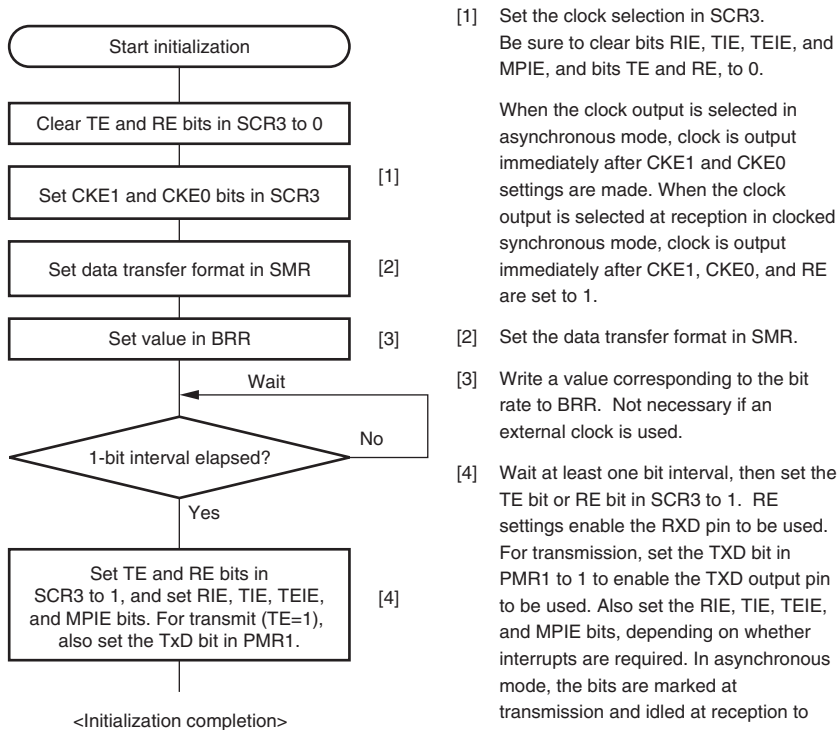 Start initialization
Clear TE and RE bits in SCR3 to 0
Set CKE1 and CKE0 bits in SCR3
[1]
Set data transfer format in SMR
[2]
Set value in BRR
[3]
Wait
1-bit interval elapsed?
No
Yes
Set TE and RE bits in
SCR3 to 1, and set RIE, TIE, TEIE,
and MPIE bits. For transmit (TE=1),
also set the TxD bit in PMR1.
[4]
<Initialization completion>
[1] Set the clock selection in SCR3.
Be sure to clear bits RIE, TIE, TEIE, and
MPIE, and bits TE and RE, to 0.
When the clock output is selected in
asynchronous mode, clock is output
immediately after CKE1 and CKE0
settings are made. When the clock
output is selected at reception in clocked
synchronous mode, clock is output
immediately after CKE1, CKE0, and RE
are set to 1.
[2] Set the data transfer format in SMR.
[3] Write a value corresponding to the bit
rate to BRR. Not necessary if an
external clock is used.
[4] Wait at least one bit interval, then set the
TE bit or RE bit in SCR3 to 1. RE
settings enable the RXD pin to be used.
For transmission, set the TXD bit in
PMR1 to 1 to enable the TXD output pin
to be used. Also set the RIE, TIE, TEIE,
and MPIE bits, depending on whether
interrupts are required. In asynchronous
mode, the bits are marked at
transmission and idled at reception to